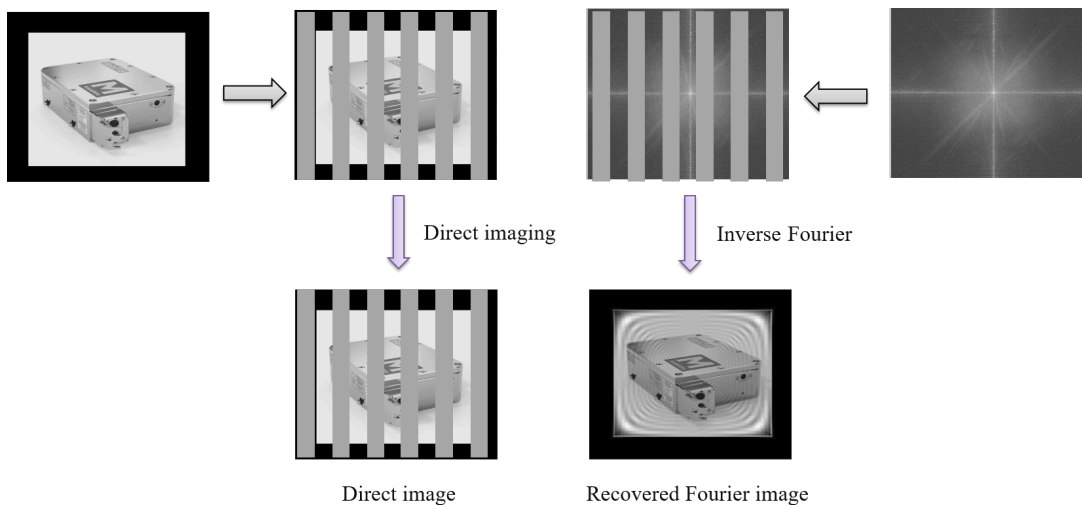 Direct imaging
Inverse Fourier
Direct image
Recovered Fourier image